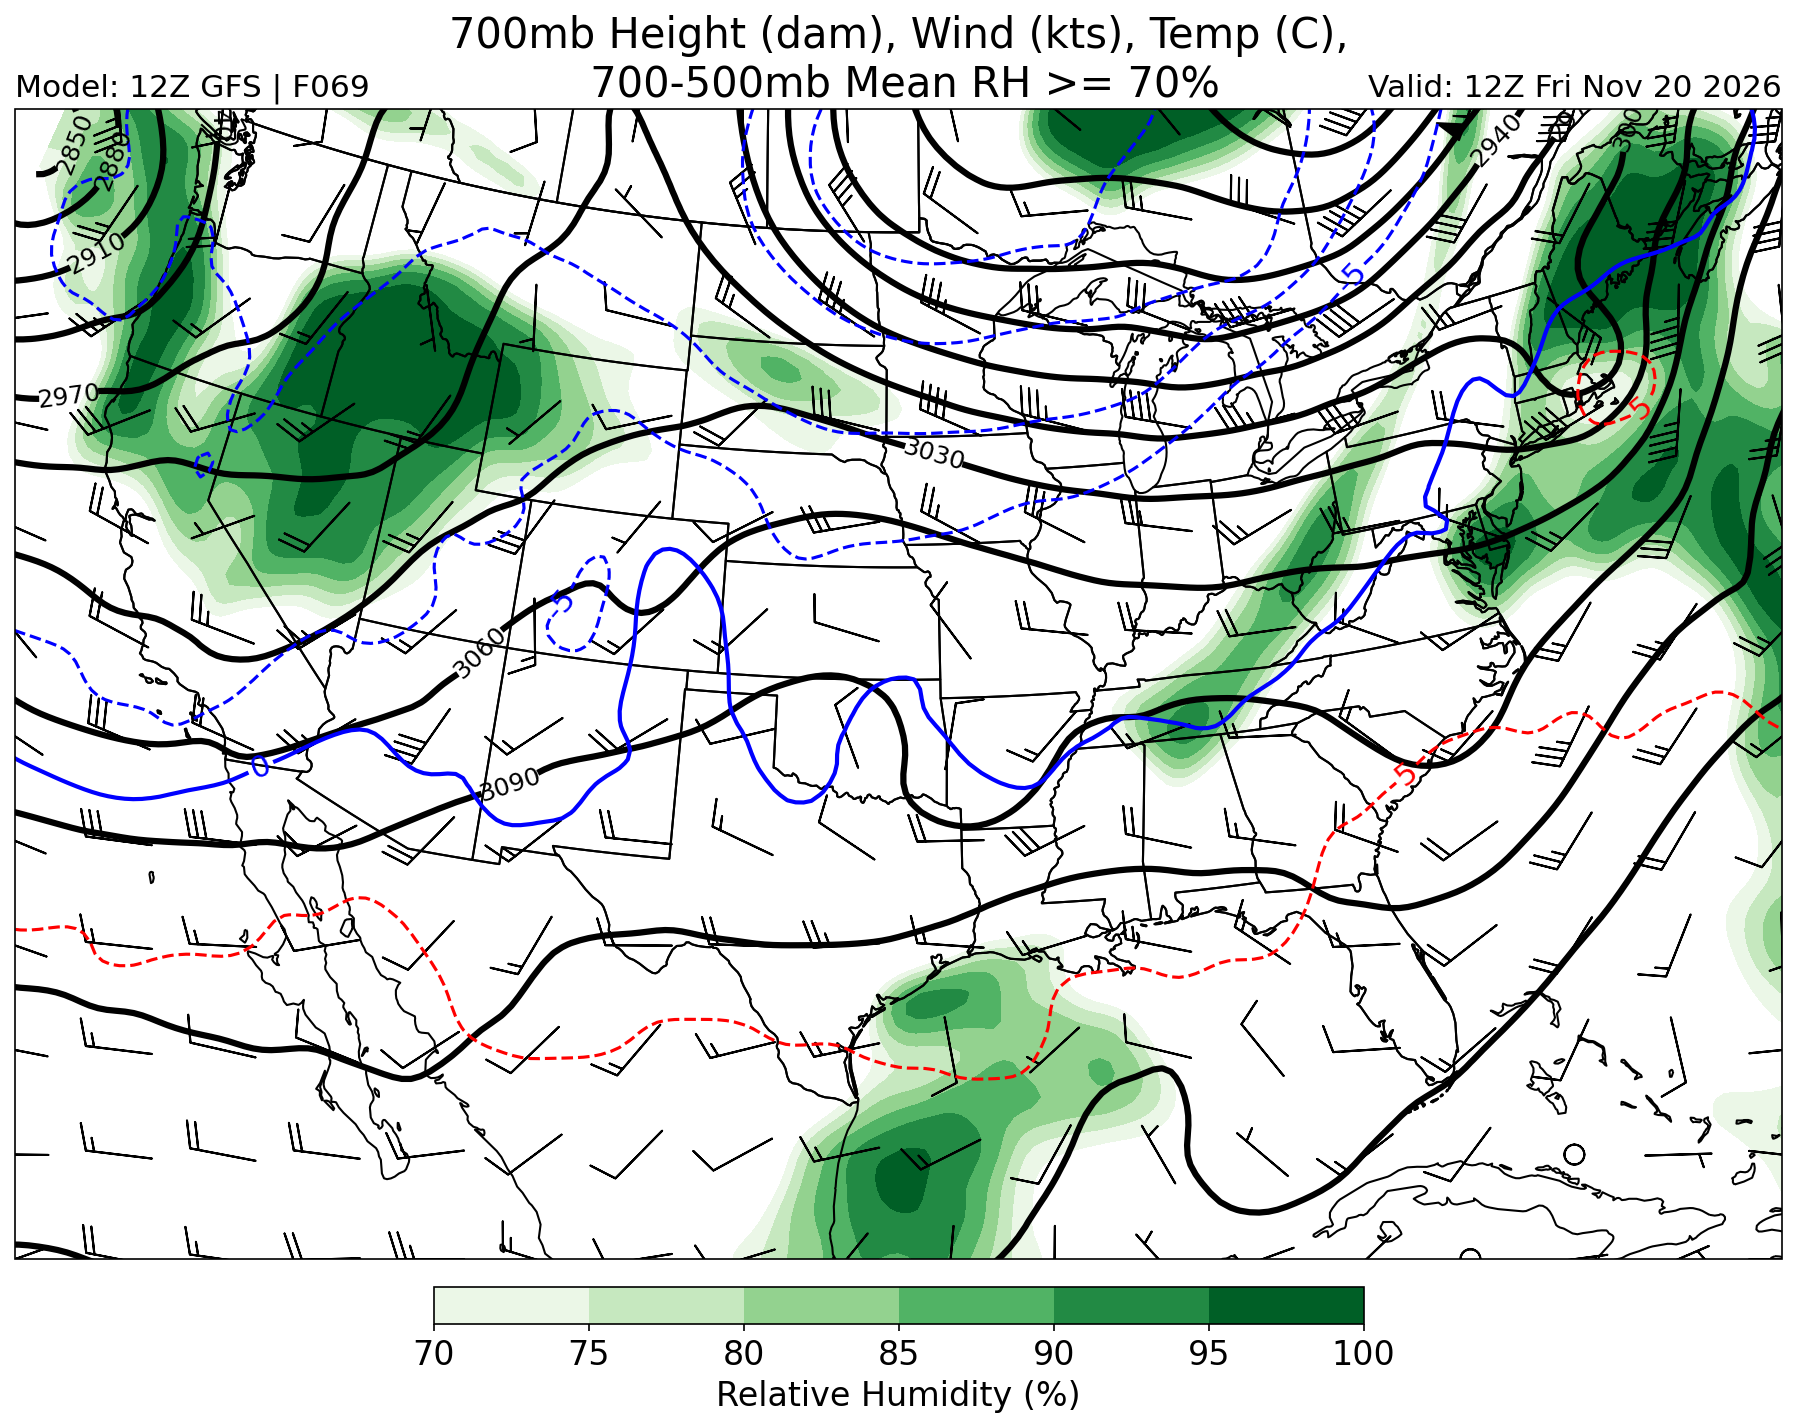 700mb Height (dam), Wind (kts), Temp (C),
700-500mb Mean RH >= 70%
Model: 12Z GFS | F069
Valid: 12Z Fri Nov 20 2026
2850
2880
2940
2910
-5
2970
5
3030
-5
3060
0
3090
5
70 75 80 85 90 95 100
Relative Humidity (%)